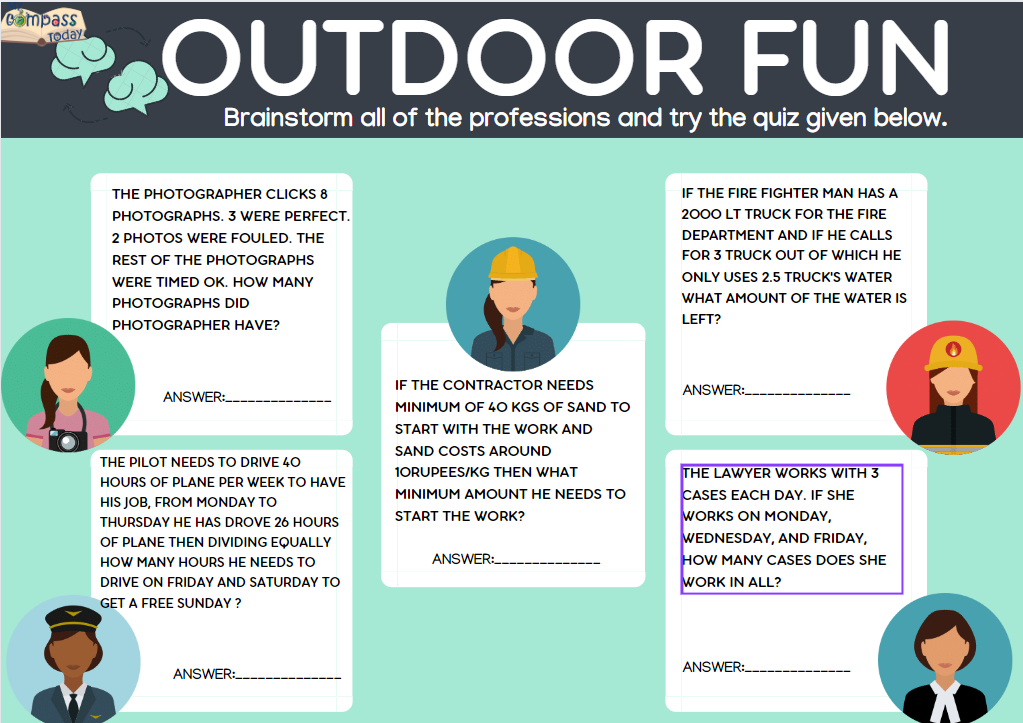 Compass
Today
OUTDOOR FUN
Brainstorm all of the professions and try the quiz given below.
THE PHOTOGRAPHER CLICKS 8
PHOTOGRAPHS. 3 WERE PERFECT.
2 PHOTOS WERE FOULED. THE
REST OF THE PHOTOGRAPHS
WERE TIMED OK. HOW MANY
PHOTOGRAPHS DID
PHOTOGRAPHER HAVE?
ANSWER:______________
IF THE FIRE FIGHTER MAN HAS A
2000 LT TRUCK FOR THE FIRE
DEPARTMENT AND IF HE CALLS
FOR 3 TRUCK OUT OF WHICH HE
ONLY USES 2.5 TRUCK'S WATER
WHAT AMOUNT OF THE WATER IS
LEFT?
ANSWER:______________
IF THE CONTRACTOR NEEDS
MINIMUM OF 40 KGS OF SAND TO
START WITH THE WORK AND
SAND COSTS AROUND
10RUPEES/KG THEN WHAT
MINIMUM AMOUNT HE NEEDS TO
START THE WORK?
ANSWER:______________
THE PILOT NEEDS TO DRIVE 40
HOURS OF PLANE PER WEEK TO HAVE
HIS JOB, FROM MONDAY TO
THURSDAY HE HAS DROVE 26 HOURS
OF PLANE THEN DIVIDING EQUALLY
HOW MANY HOURS HE NEEDS TO
DRIVE ON FRIDAY AND SATURDAY TO
GET A FREE SUNDAY ?
ANSWER:______________
THE LAWYER WORKS WITH 3
CASES EACH DAY. IF SHE
WORKS ON MONDAY,
WEDNESDAY, AND FRIDAY,
HOW MANY CASES DOES SHE
WORK IN ALL?
ANSWER:______________